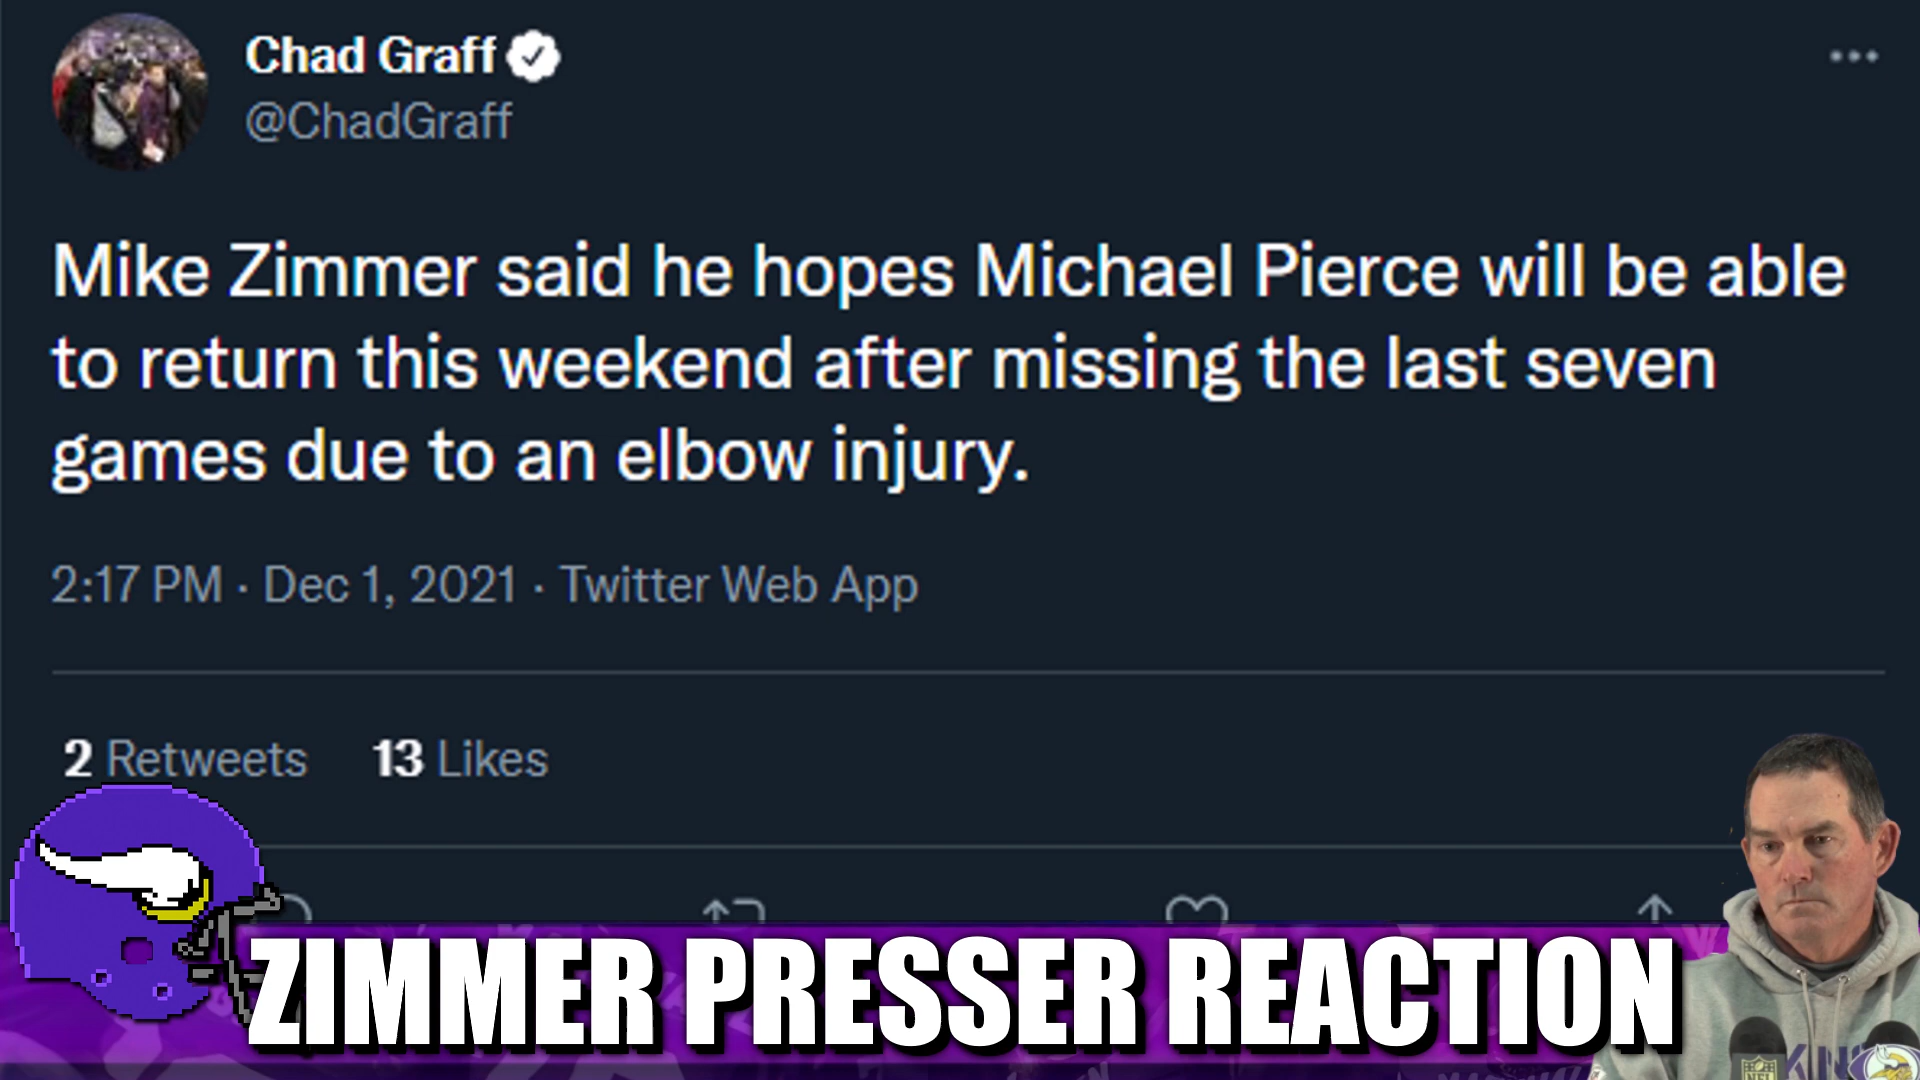 Chad Graff
@ChadGraff
Mike Zimmer said he hopes Michael Pierce will be able
to return this weekend after missing the last seven
games due to an elbow injury.
2:17 PM · Dec 1, 2021 · Twitter Web App
2 Retweets 13 Likes
ZIMMER PRESSER REACTION
NFL